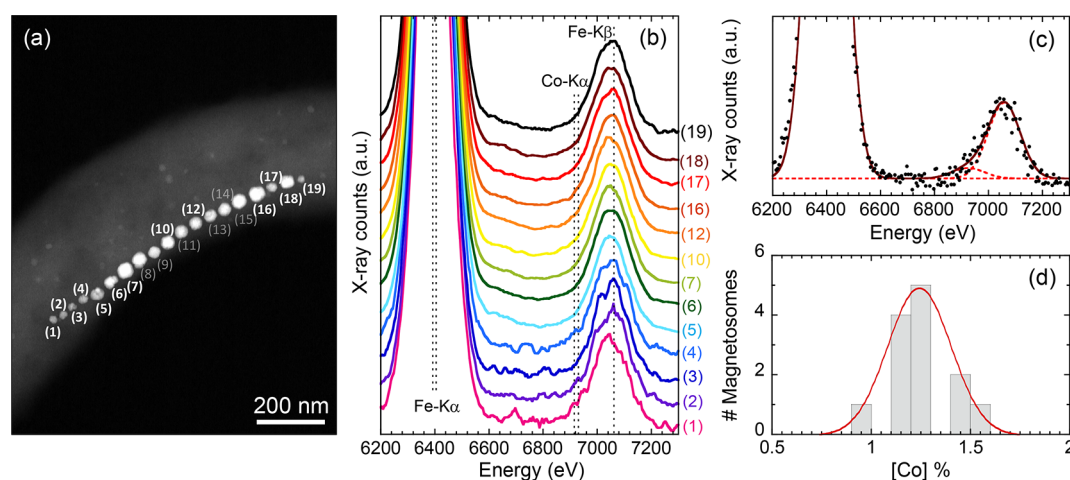 (a)
(1)
(2)
(3)
(4)
(5)
(6)
(7)
(8)
(9)
(10)
(11)
(12)
(13)
(14)
(15)
(16)
(17)
(18)
(19)
200 nm
(b)
Fe-Kβ
Co-Kα
Fe-Kα
(19)
(18)
(17)
(16)
(12)
(10)
(7)
(6)
(5)
(4)
(3)
(2)
(1)
X-ray counts (a.u.)
6200 6400 6600 6800 7000 7200
Energy (eV)
(c)
X-ray counts (a.u.)
6200 6400 6600 6800 7000 7200
Energy (eV)
(d)
# Magnetosomes
6
4
2
0
0.5 1 1.5 2
[Co] %